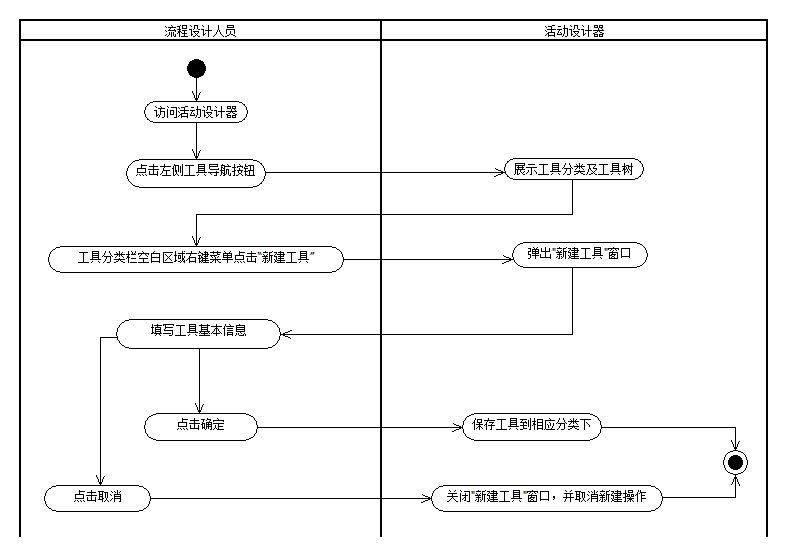 流程设计人员
活动设计器
访问活动设计器
点击左侧工具导航按钮
展示工具分类及工具树
工具分类栏空白区域右键菜单点击"新建工具"
弹出"新建工具"窗口
填写工具基本信息
点击确定
保存工具到相应分类下
点击取消
关闭"新建工具"窗口，并取消新建操作